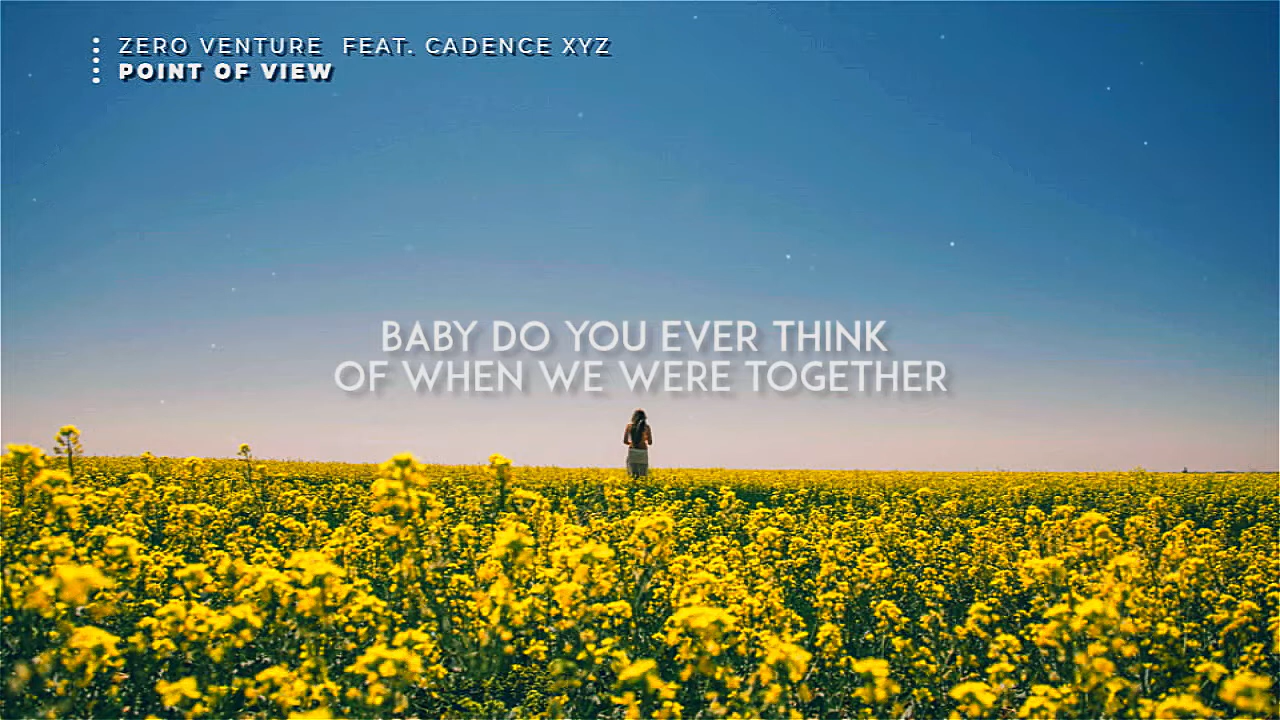 ZERO VENTURE FEAT. CADENCE XYZ
POINT OF VIEW
BABY DO YOU EVER THINK
OF WHEN WE WERE TOGETHER